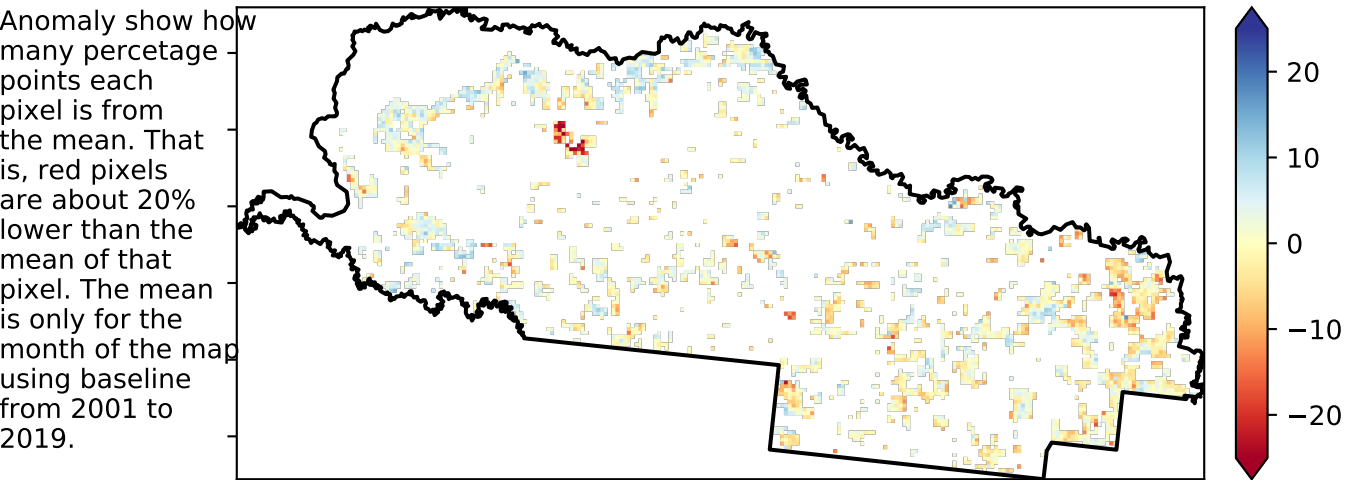 Anomaly show how
many percetage
points each
pixel is from
the mean. That
is, red pixels
are about 20%
lower than the
mean of that
pixel. The mean
is only for the
month of the map
using baseline
from 2001 to
2019.
20
10
0
−10
−20